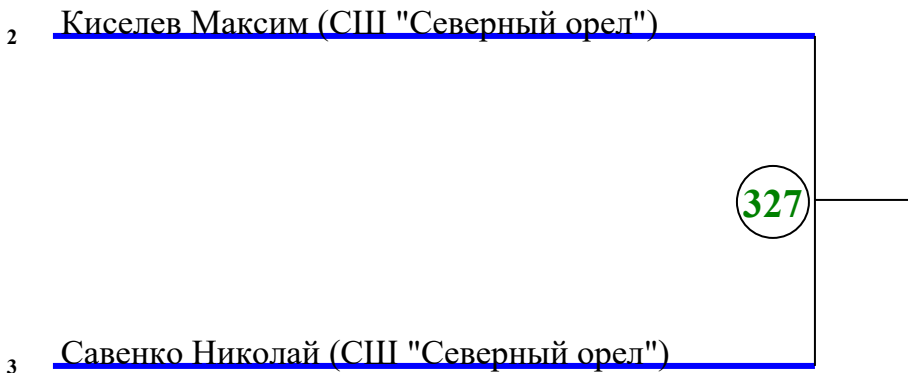 2 Киселев Максим (СШ "Северный орел")
327
3 Савенко Николай (СШ "Северный орел")